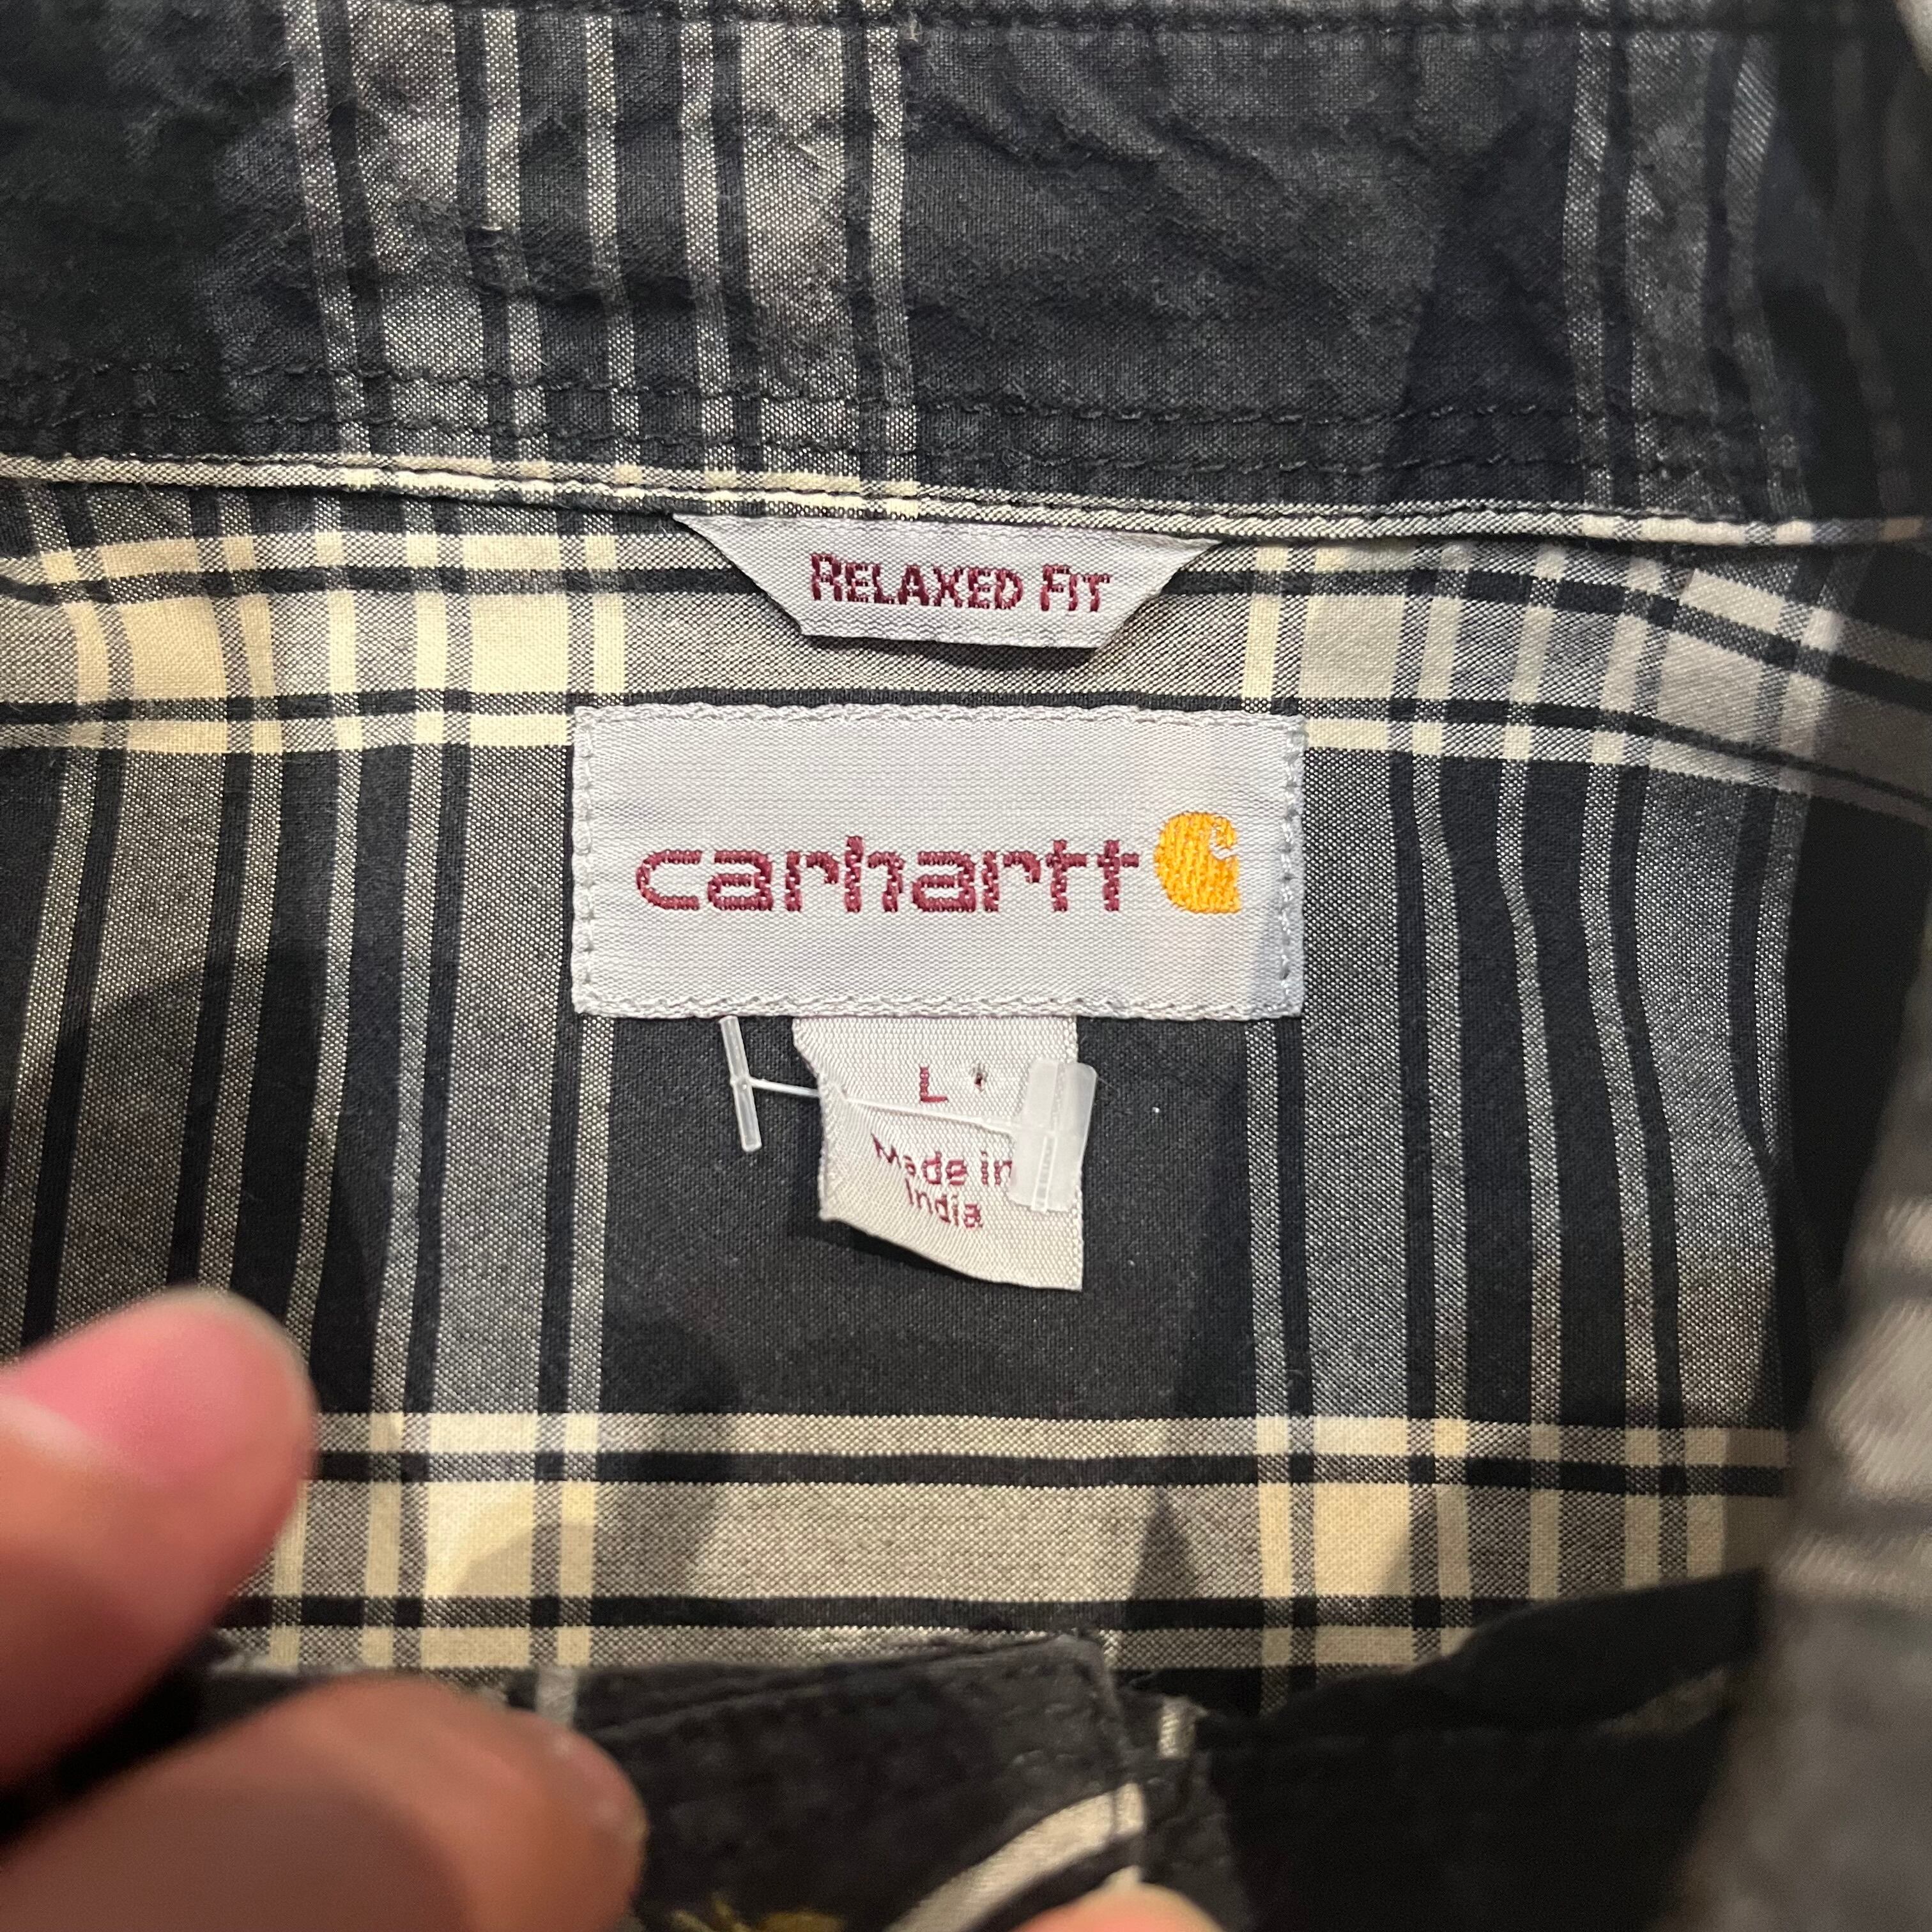 RELAXED FIT
carhartt
L
Made in
India